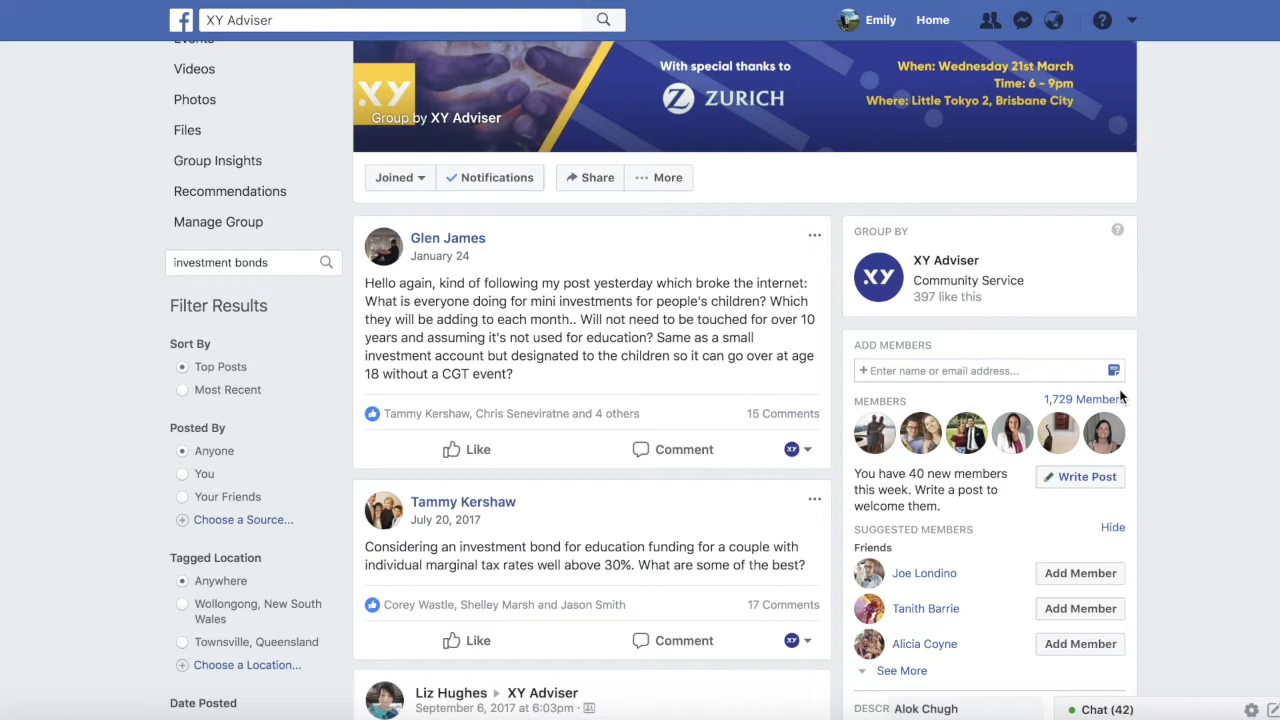 XY Adviser
Emily
Home
Events
Videos
Photos
Files
Group Insights
Recommendations
Manage Group
investment bonds
Filter Results
Sort By
Top Posts
Most Recent
Posted By
Anyone
You
Your Friends
Choose a Source...
Tagged Location
Anywhere
Wollongong, New South
Wales
Townsville, Queensland
Choose a Location...
Date Posted
XY
Group by XY Adviser
With special thanks to
ZURICH
When: Wednesday 21st March
Time: 6 - 9pm
Where: Little Tokyo 2, Brisbane City
Joined
Notifications
Share
More
Glen James
January 24
Hello again, kind of following my post yesterday which broke the internet:
What is everyone doing for mini investments for people's children? Which
they will be adding to each month.. Will not need to be touched for over 10
years and assuming it's not used for education? Same as a small
investment account but designated to the children so it can go over at age
18 without a CGT event?
Tammy Kershaw, Chris Seneviratne and 4 others
15 Comments
Like
Comment
XY
Tammy Kershaw
July 20, 2017
Considering an investment bond for education funding for a couple with
individual marginal tax rates well above 30%. What are some of the best?
Corey Wastle, Shelley Marsh and Jason Smith
17 Comments
Like
Comment
XY
Liz Hughes XY Adviser
September 6, 2017 at 6:03pm ·
GROUP BY
XY
XY Adviser
Community Service
397 like this
ADD MEMBERS
+ Enter name or email address...
MEMBERS
1,729 Members
You have 40 new members
this week. Write a post to
welcome them.
Write Post
SUGGESTED MEMBERS
Hide
Friends
Joe Londino
Add Member
Tanith Barrie
Add Member
Alicia Coyne
Add Member
See More
DESCR
Alok Chugh
Chat (42)